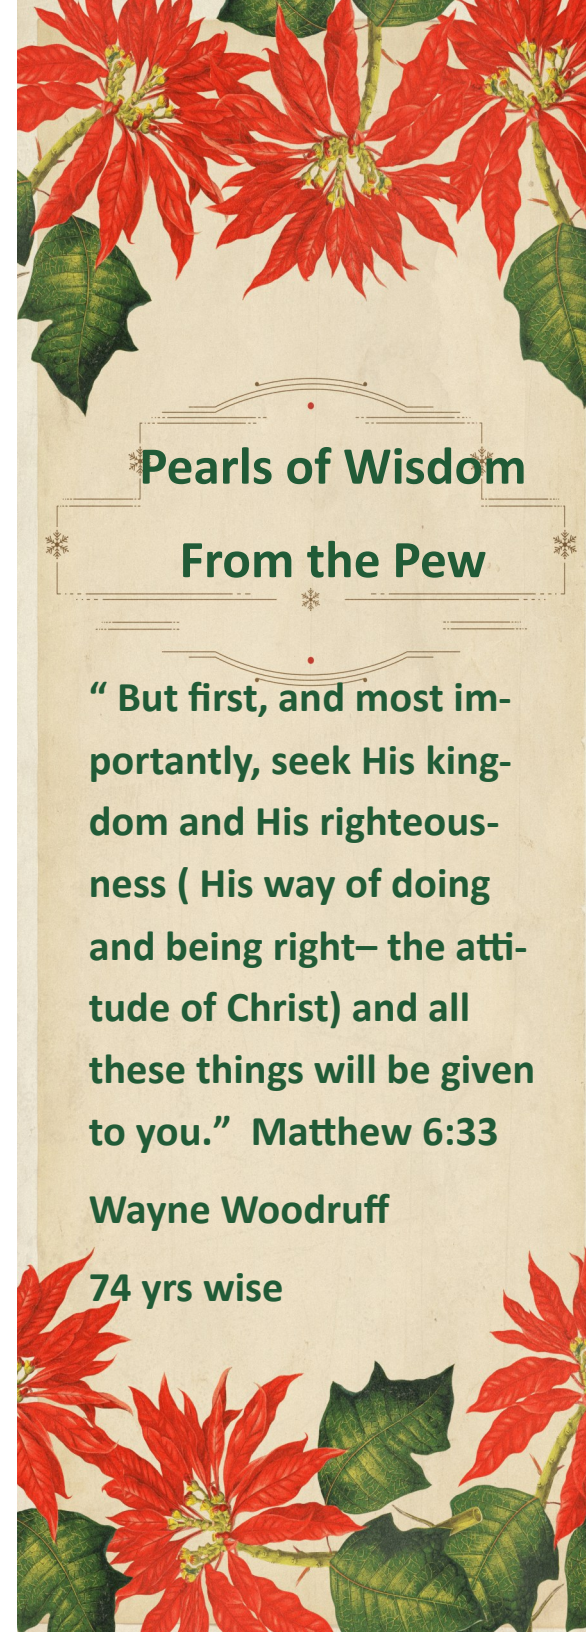 Pearls of Wisdom
From the Pew
“ But first, and most im-
portantly, seek His king-
dom and His righteous-
ness ( His way of doing
and being right– the atti-
tude of Christ) and all
these things will be given
to you.”  Matthew 6:33
Wayne Woodruff
74 yrs wise